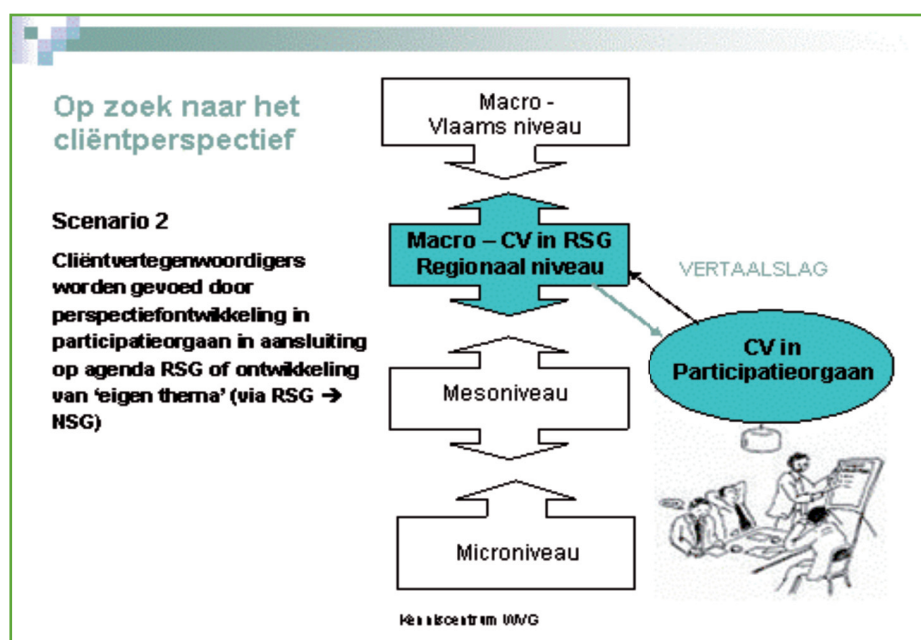 Op zoek naar het
cliëntperspectief
Scenario 2
Cliëntvertegenwoordigers
worden gevoed door
perspectiefontwikkeling in
participatieorgaan in aansluiting
op agenda RSG of ontwikkeling
van ‘eigen thema’ (via RSG →
NSG)
Macro -
Vlaams niveau
Macro – CV in RSG
Regionaal niveau
VERTAALSLAG
CV in
Participatieorgaan
Mesoniveau
Microniveau
Kenniscentrum WVG